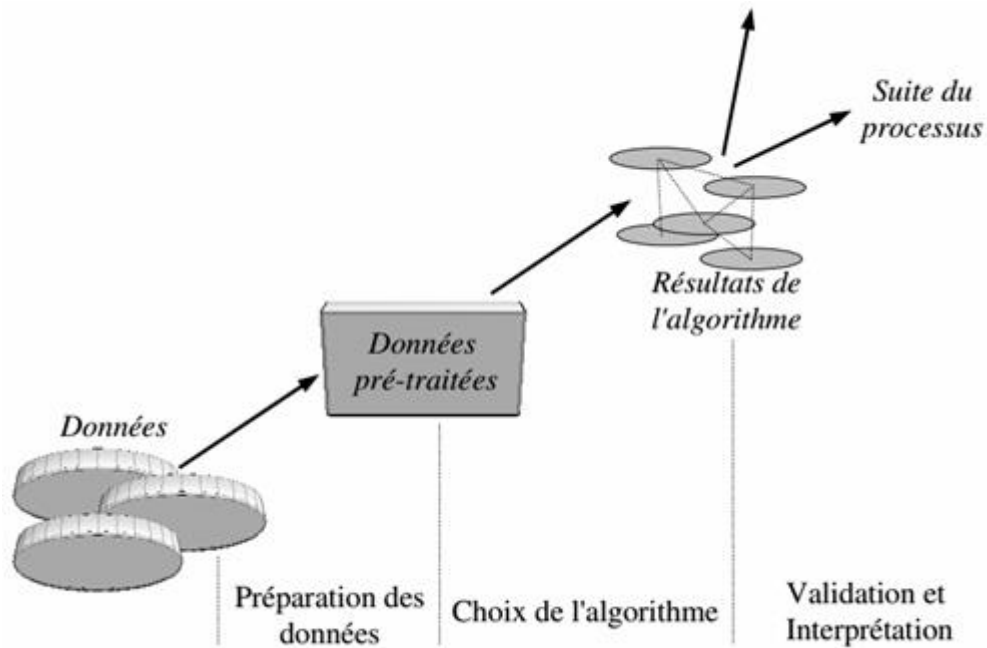 Suite du
processus
Résultats de
l'algorithme
Données
pré-traitées
Données
Préparation des
données
Choix de l'algorithme
Validation et
Interprétation